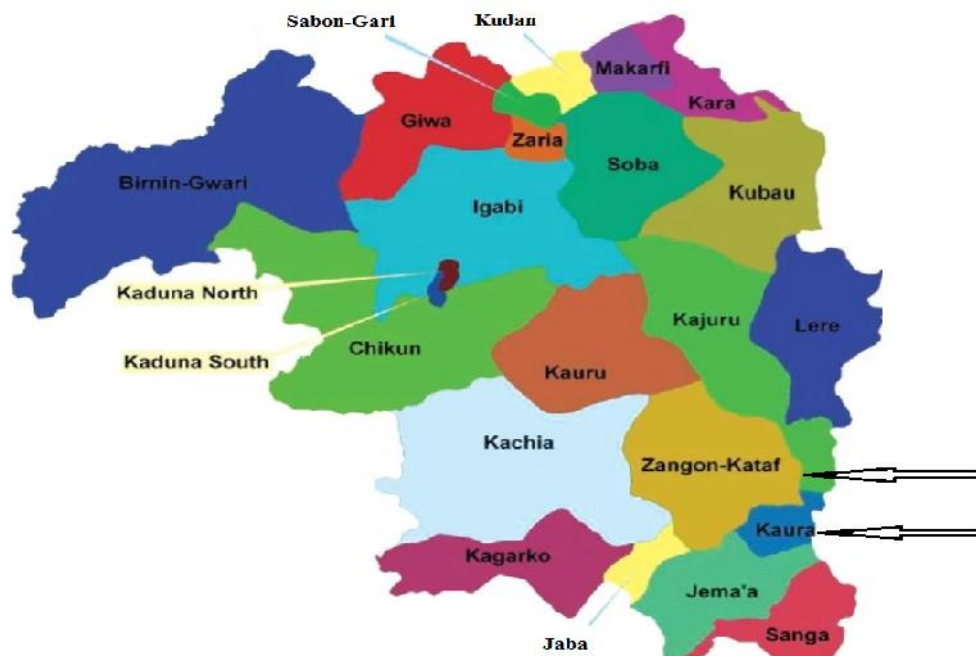 Sabon-Gari
Kudan
Makarfi
Kara
Giwa
Zaria
Soba
Birnin-Gwari
Igabi
Kubau
Kaduna North
Kajuru
Lere
Chikun
Kaduna South
Kauru
Kachia
Zangon-Kataf
Kaura
Kagarko
Jema'a
Jaba
Sanga